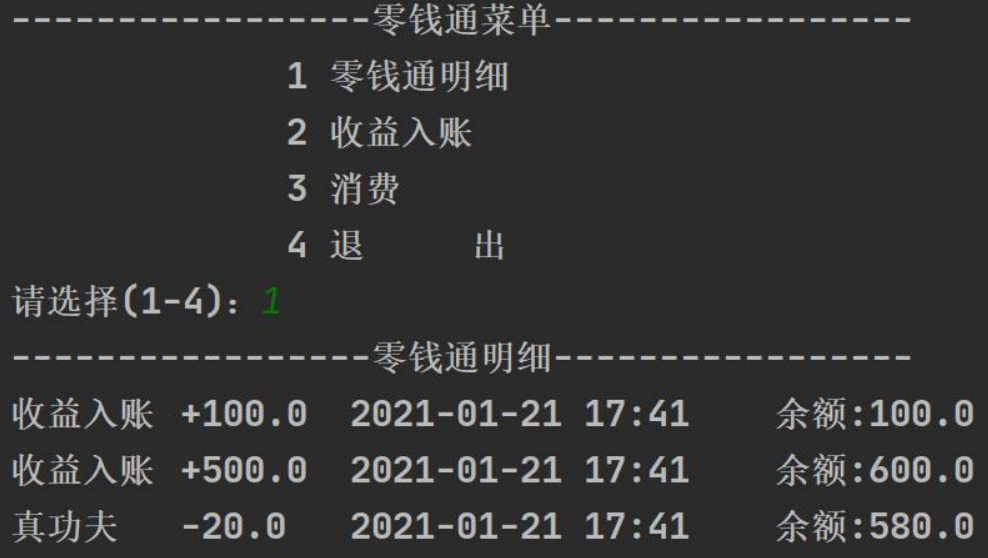 -----------------零钱通菜单-----------------
1 零钱通明细
2 收益入账
3 消费
4 退      出
请选择(1-4): 1
-----------------零钱通明细-----------------
收益入账 +100.0  2021-01-21 17:41    余额:100.0
收益入账 +500.0  2021-01-21 17:41    余额:600.0
真功夫   -20.0   2021-01-21 17:41    余额:580.0